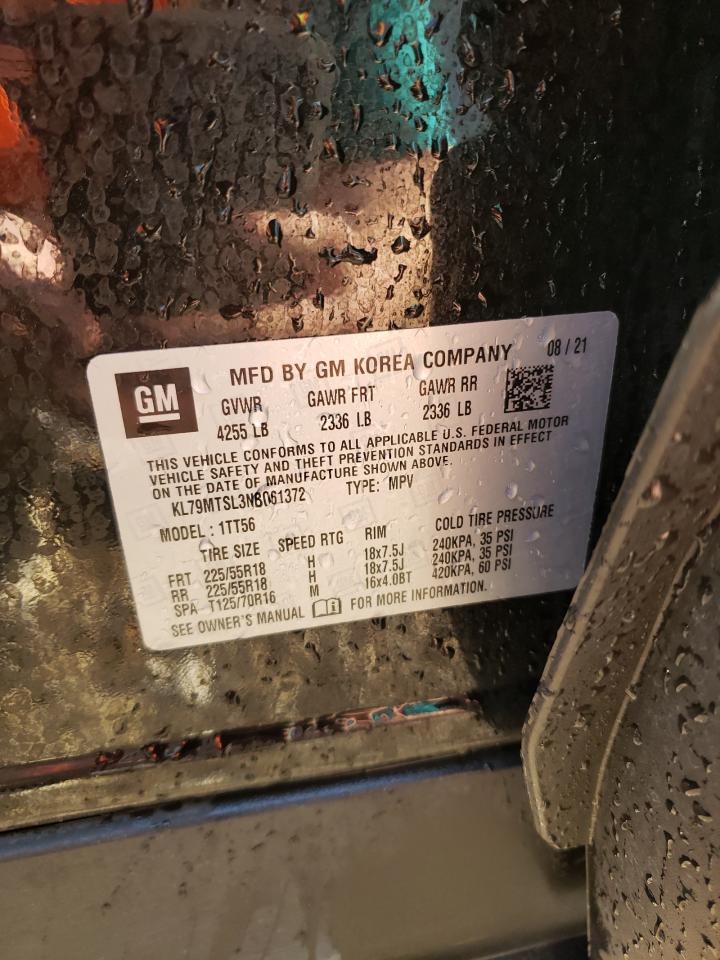 GM
MFD BY GM KOREA COMPANY 08 / 21
GVWR GAWR FRT GAWR RR
4255 LB 2336 LB 2336 LB
THIS VEHICLE CONFORMS TO ALL APPLICABLE U.S. FEDERAL MOTOR
VEHICLE SAFETY AND THEFT PREVENTION STANDARDS IN EFFECT
ON THE DATE OF MANUFACTURE SHOWN ABOVE.
KL79MTSL3NB061372 TYPE: MPV
MODEL : 1TT56
TIRE SIZE SPEED RTG RIM COLD TIRE PRESSURE
FRT 225/55R18 H 18x7.5J 240KPA, 35 PSI
RR 225/55R18 H 18x7.5J 240KPA, 35 PSI
SPA T125/70R16 M 16x4.0BT 420KPA, 60 PSI
SEE OWNER'S MANUAL FOR MORE INFORMATION.